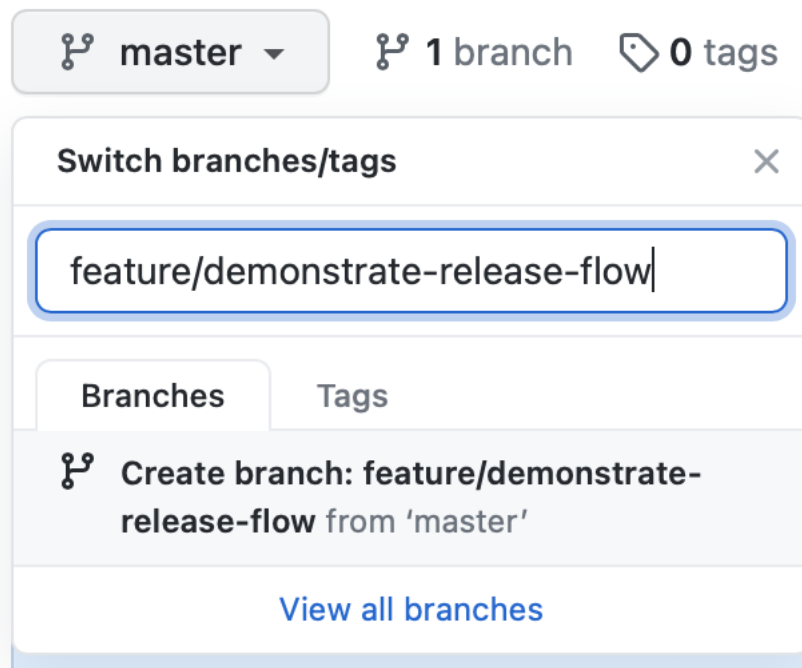 master 1 branch 0 tags
Switch branches/tags
feature/demonstrate-release-flow
Branches Tags
Create branch: feature/demonstrate-
release-flow from ‘master’
View all branches